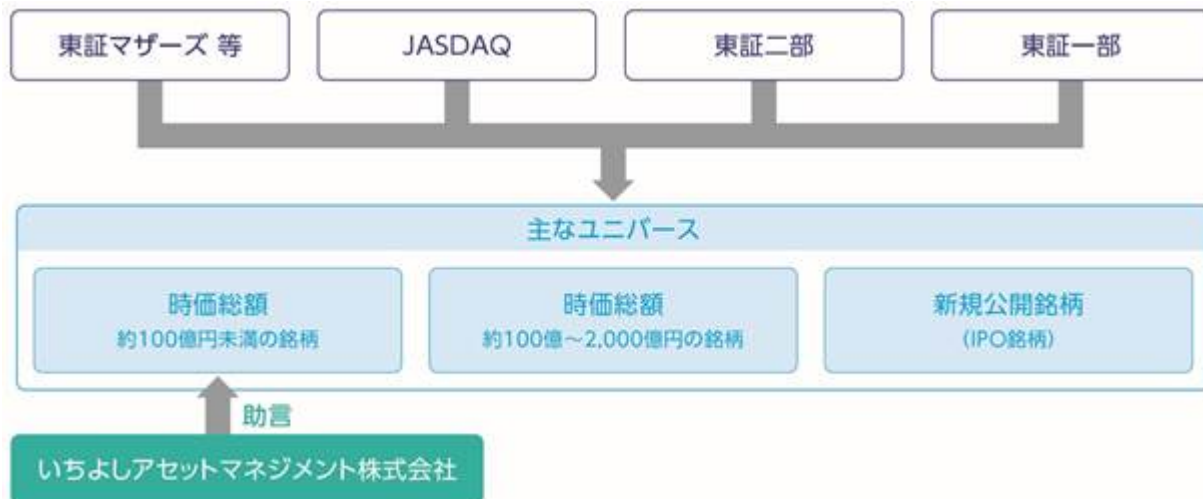 東証マザーズ 等
JASDAQ
東証二部
東証一部
主なユニバース
時価総額
約100億円未満の銘柄
時価総額
約100億～2,000億円の銘柄
新規公開銘柄
(IPO銘柄)
助言
いちよしアセットマネジメント株式会社